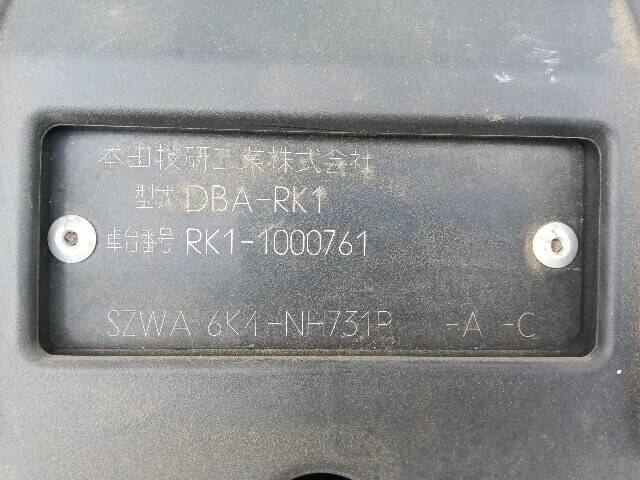 本田技研工業株式会社
型式 DBA-RK1
車台番号 RK1-1000761
SZWA 6K4-NH731P -A -C